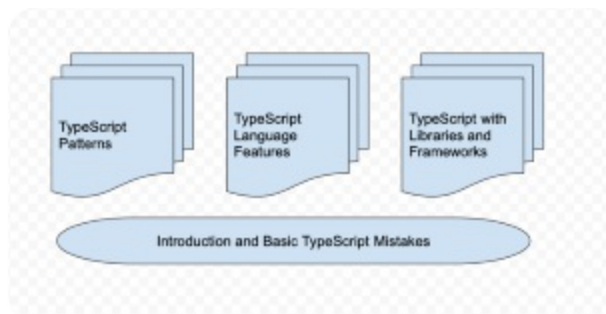 TypeScript
Patterns
TypeScript
Language
Features
TypeScript with
Libraries and
Frameworks
Introduction and Basic TypeScript Mistakes